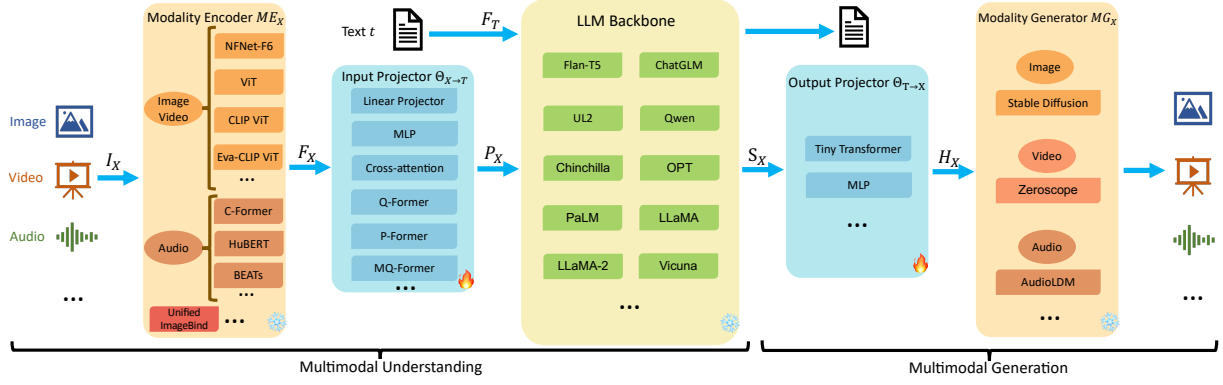 Image
Video
Audio
...
I_X
Modality Encoder ME_X
Image
Video
NFNet-F6
ViT
CLIP ViT
Eva-CLIP ViT
...
Audio
C-Former
HuBERT
BEATs
...
Unified
ImageBind
...
F_X
Text t
F_T
Input Projector Θ_X→T
Linear Projector
MLP
Cross-attention
Q-Former
P-Former
MQ-Former
...
P_X
LLM Backbone
Flan-T5
ChatGLM
UL2
Qwen
Chinchilla
OPT
PaLM
LLaMA
LLaMA-2
Vicuna
...
S_X
Output Projector Θ_T→X
Tiny Transformer
MLP
...
H_X
Modality Generator MG_X
Image
Stable Diffusion
Video
Zeroscope
Audio
AudioLDM
...
...
Multimodal Understanding
Multimodal Generation